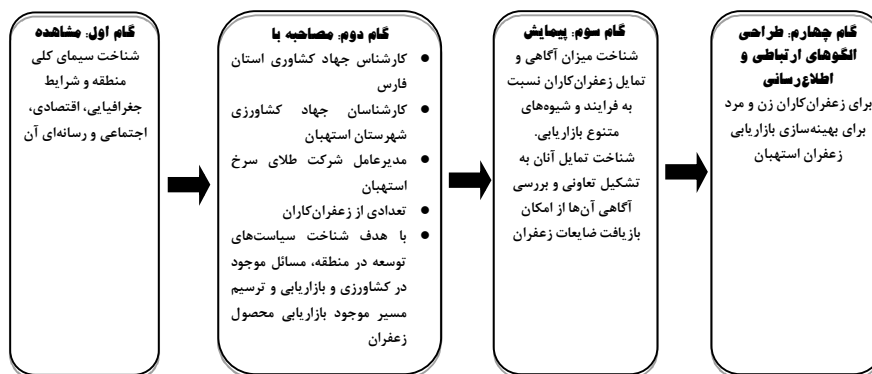 گام اول: مشاهده
شناخت سیمای کلی
منطقه و شرایط
جغرافیایی، اقتصادی،
اجتماعی و رسانه‌ای آن
گام دوم: مصاحبه با
● کارشناس جهاد کشاوری استان
فارس
● کارشناسان جهاد کشاورزی
شهرستان استهبان
● مدیرعامل شرکت طلای سرخ
استهبان
● تعدادی از زعفران‌کاران
● با هدف شناخت سیاست‌های
توسعه در منطقه، مسائل موجود
در کشاورزی و بازاریابی و ترسیم
مسیر موجود بازاریابی محصول
زعفران
گام سوم: پیمایش
شناخت میزان آگاهی و
تمایل زعفران‌کاران نسبت
به فرایند و شیوه‌های
متنوع بازاریابی.
شناخت تمایل آنان به
تشکیل تعاونی و بررسی
آگاهی آن‌ها از امکان
بازیافت ضایعات زعفران
گام چهارم: طراحی
الگوهای ارتباطی و
اطلاع‌رسانی
برای زعفران‌کاران زن و مرد
برای بهینه‌سازی بازاریابی
زعفران استهبان